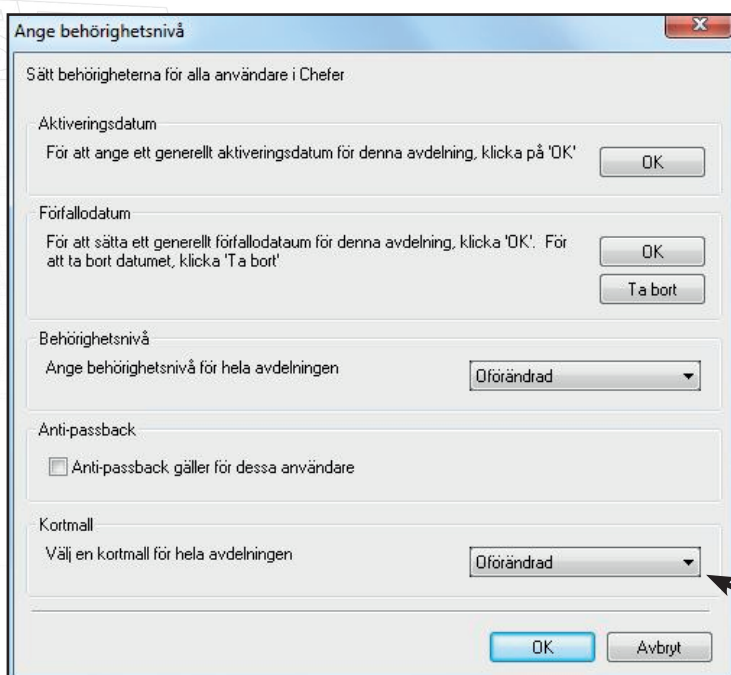 Ange behörighetsnivå
Sätt behörigheterna för alla användare i Chefer
Aktiveringsdatum
För att ange ett generellt aktiveringsdatum för denna avdelning, klicka på 'OK'
OK
Förfallodatum
För att sätta ett generellt förfallodataum för denna avdelning, klicka 'OK'. För
att ta bort datumet, klicka 'Ta bort'
OK
Ta bort
Behörighetsnivå
Ange behörighetsnivå för hela avdelningen
Oförändrad
Anti-passback
Anti-passback gäller för dessa användare
Kortmall
Välj en kortmall för hela avdelningen
Oförändrad
OK
Avbryt